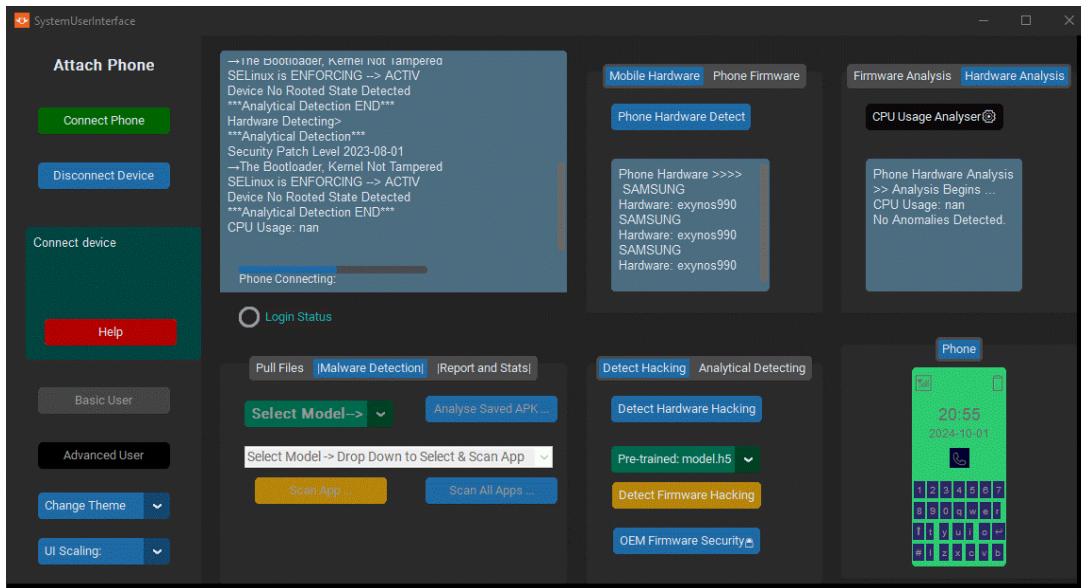 SystemUserInterface
Attach Phone
Connect Phone
Disconnect Device
Connect device
Help
Basic User
Advanced User
Change Theme
UI Scaling:
→The Bootloader, Kernel Not Tampered
SELinux is ENFORCING --> ACTIV
Device No Rooted State Detected
***Analytical Detection END***
Hardware Detecting>
***Analytical Detection***
Security Patch Level 2023-08-01
→The Bootloader, Kernel Not Tampered
SELinux is ENFORCING --> ACTIV
Device No Rooted State Detected
***Analytical Detection END***
CPU Usage: nan
Phone Connecting:
Login Status
Mobile Hardware Phone Firmware
Phone Hardware Detect
Phone Hardware >>>>
SAMSUNG
Hardware: exynos990
SAMSUNG
Hardware: exynos990
SAMSUNG
Hardware: exynos990
Firmware Analysis Hardware Analysis
CPU Usage Analyser
Phone Hardware Analysis
>> Analysis Begins ...
CPU Usage: nan
No Anomalies Detected.
Pull Files |Malware Detection| |Report and Stats|
Select Model-->
Analyse Saved APK ...
Select Model -> Drop Down to Select & Scan App
Scan App ...
Scan All Apps ...
Detect Hacking Analytical Detecting
Detect Hardware Hacking
Pre-trained: model.h5
Detect Firmware Hacking
OEM Firmware Security
Phone
20:55
2024-10-01
1 2 3 4 5 6 7
8 9 0 q w e r
t y u i o
# ! z x c v b